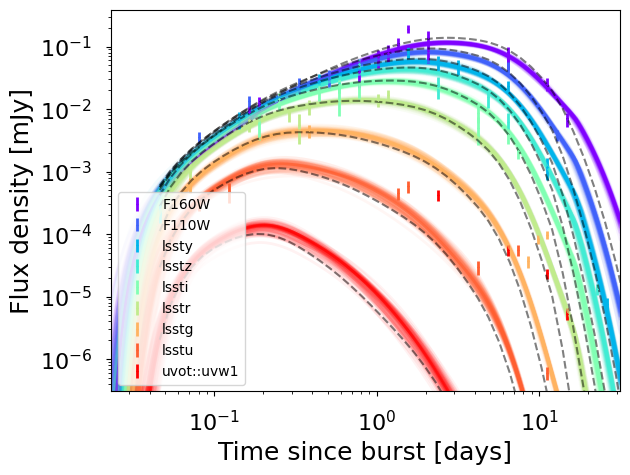 Flux density [mJy]
10⁻¹
10⁻²
10⁻³
10⁻⁴
10⁻⁵
10⁻⁶
F160W
F110W
lssty
lsstz
lssti
lsstr
lsstg
lsstu
uvot::uvw1
10⁻¹
10⁰
10¹
Time since burst [days]